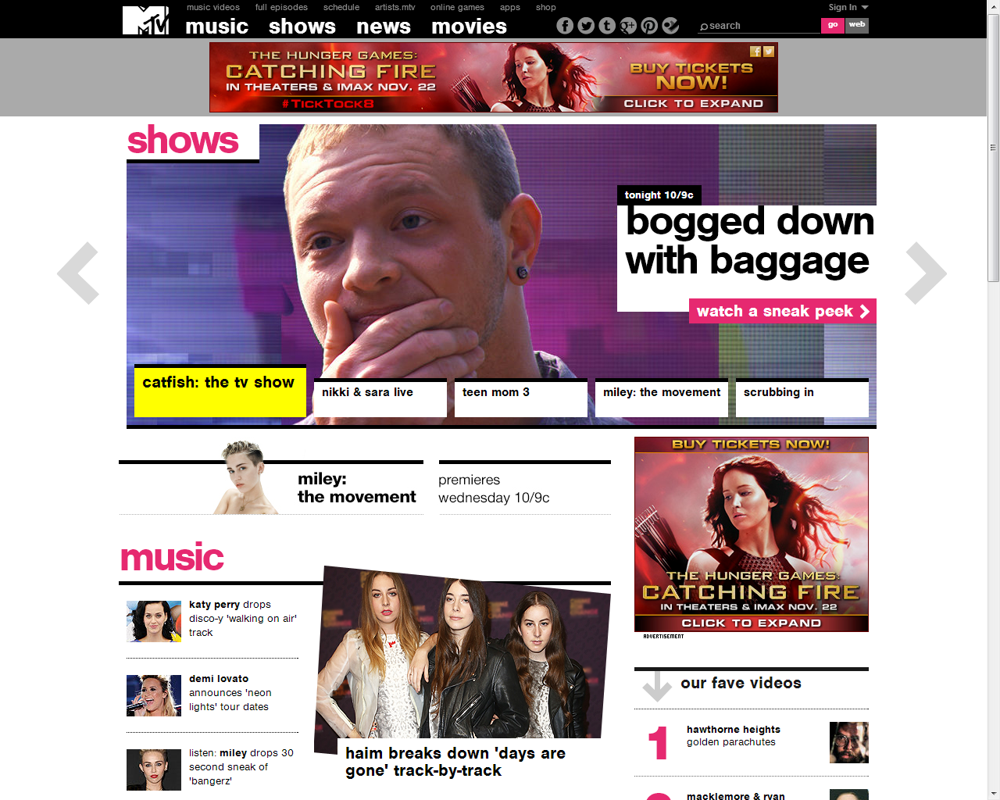 music videos full episodes schedule artists.mtv online games apps shop
Sign In
MTV
music shows news movies
search
go web
THE HUNGER GAMES:
CATCHING FIRE
IN THEATERS & IMAX NOV. 22
#TICKTOCK8
BUY TICKETS
NOW!
CLICK TO EXPAND
shows
tonight 10/9c
bogged down
with baggage
watch a sneak peek
catfish: the tv show
nikki & sara live
teen mom 3
miley: the movement
scrubbing in
miley:
the movement
premieres
wednesday 10/9c
BUY TICKETS NOW!
THE HUNGER GAMES:
CATCHING FIRE
IN THEATERS & IMAX NOV. 22
CLICK TO EXPAND
ADVERTISEMENT
music
katy perry drops
disco-y 'walking on air'
track
demi lovato
announces 'neon
lights' tour dates
listen: miley drops 30
second sneak of
'bangerz'
haim breaks down 'days are
gone' track-by-track
our fave videos
1
hawthorne heights
golden parachutes
macklemore & ryan